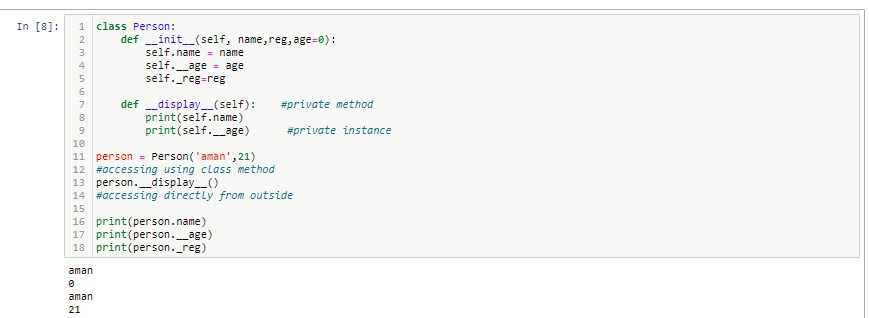 In [8]:
1 class Person:
2     def __init__(self, name,reg,age=0):
3         self.name = name
4         self.__age = age
5         self._reg=reg
6
7     def __display__(self):    #private method
8         print(self.name)
9         print(self.__age)      #private instance
10
11 person = Person('aman',21)
12 #accessing using class method
13 person.__display__()
14 #accessing directly from outside
15
16 print(person.name)
17 print(person.__age)
18 print(person._reg)
aman
0
aman
21